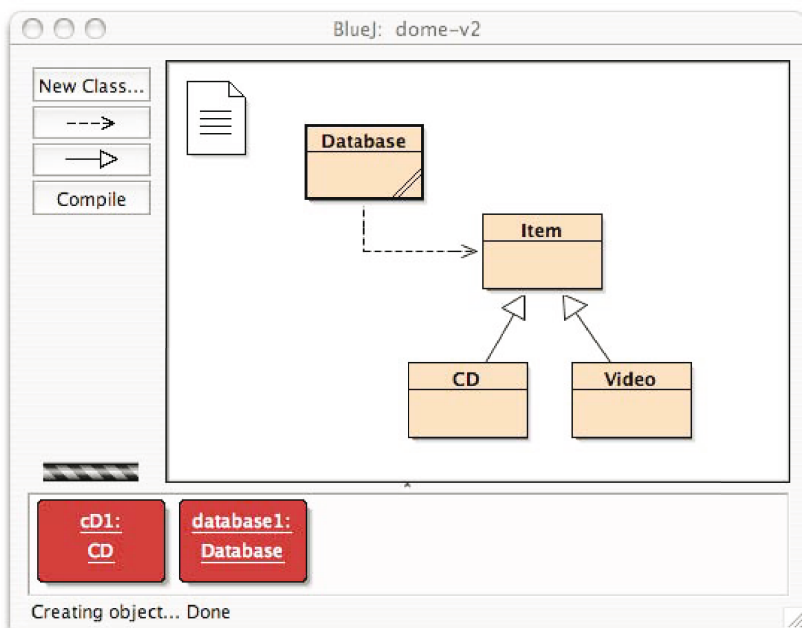 BlueJ: dome-v2
New Class...
Compile
Database
Item
CD
Video
cD1:
CD
database1:
Database
Creating object... Done